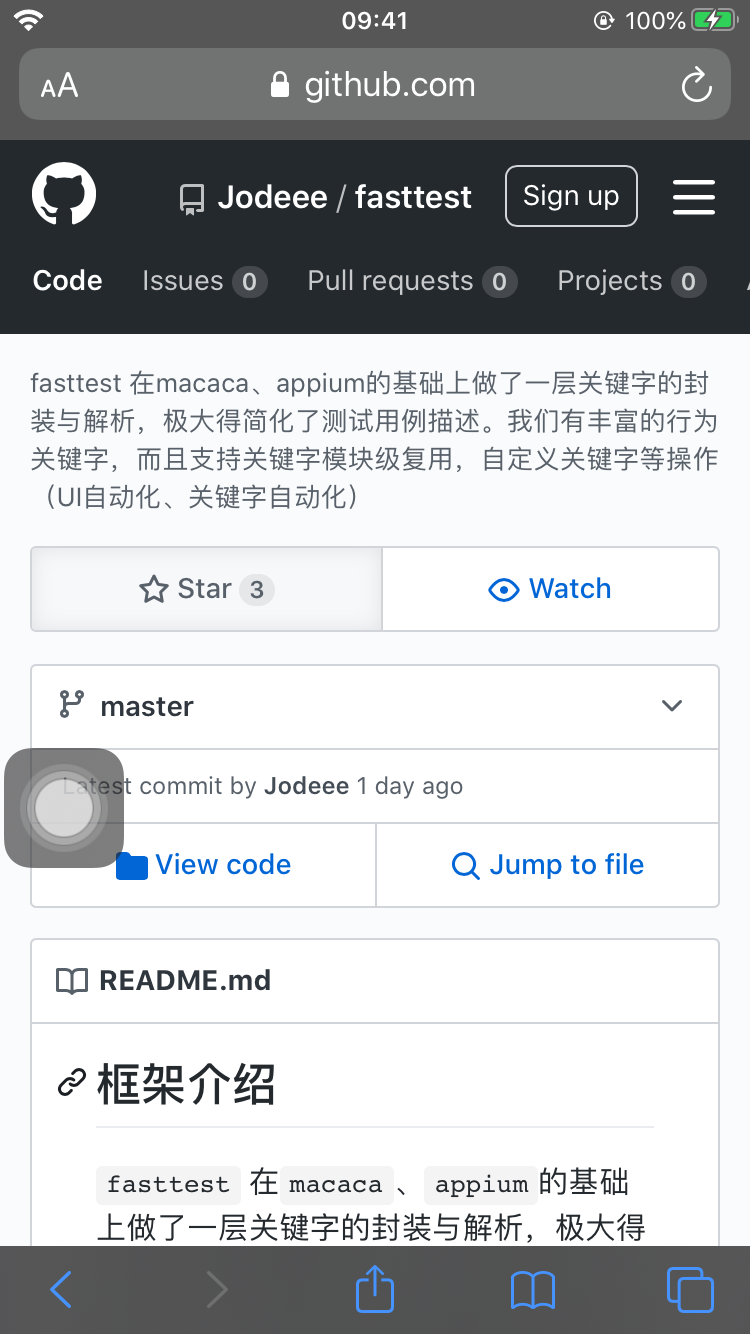 09:41
100%
AA
github.com
Jodeee / fasttest
Sign up
Code Issues 0 Pull requests 0 Projects 0
fasttest 在macaca、appium的基础上做了一层关键字的封
装与解析，极大得简化了测试用例描述。我们有丰富的行为
关键字，而且支持关键字模块级复用，自定义关键字等操作
（UI自动化、关键字自动化）
Star 3
Watch
master
Latest commit by Jodeee 1 day ago
View code
Jump to file
README.md
框架介绍
fasttest 在 macaca 、 appium 的基础
上做了一层关键字的封装与解析，极大得